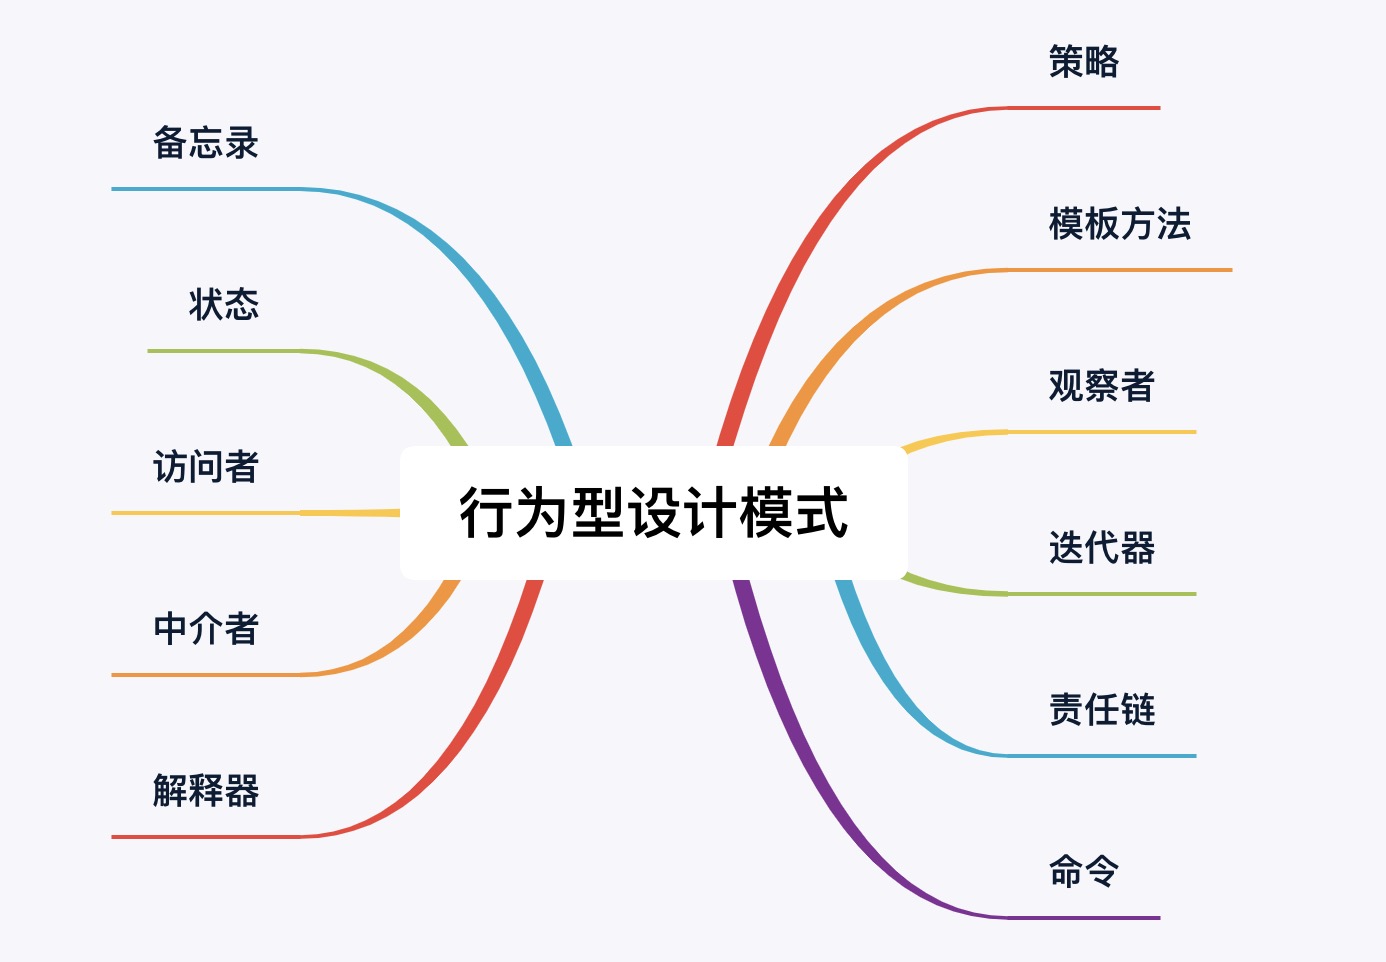 行为型设计模式
策略
模板方法
观察者
迭代器
责任链
命令
备忘录
状态
访问者
中介者
解释器